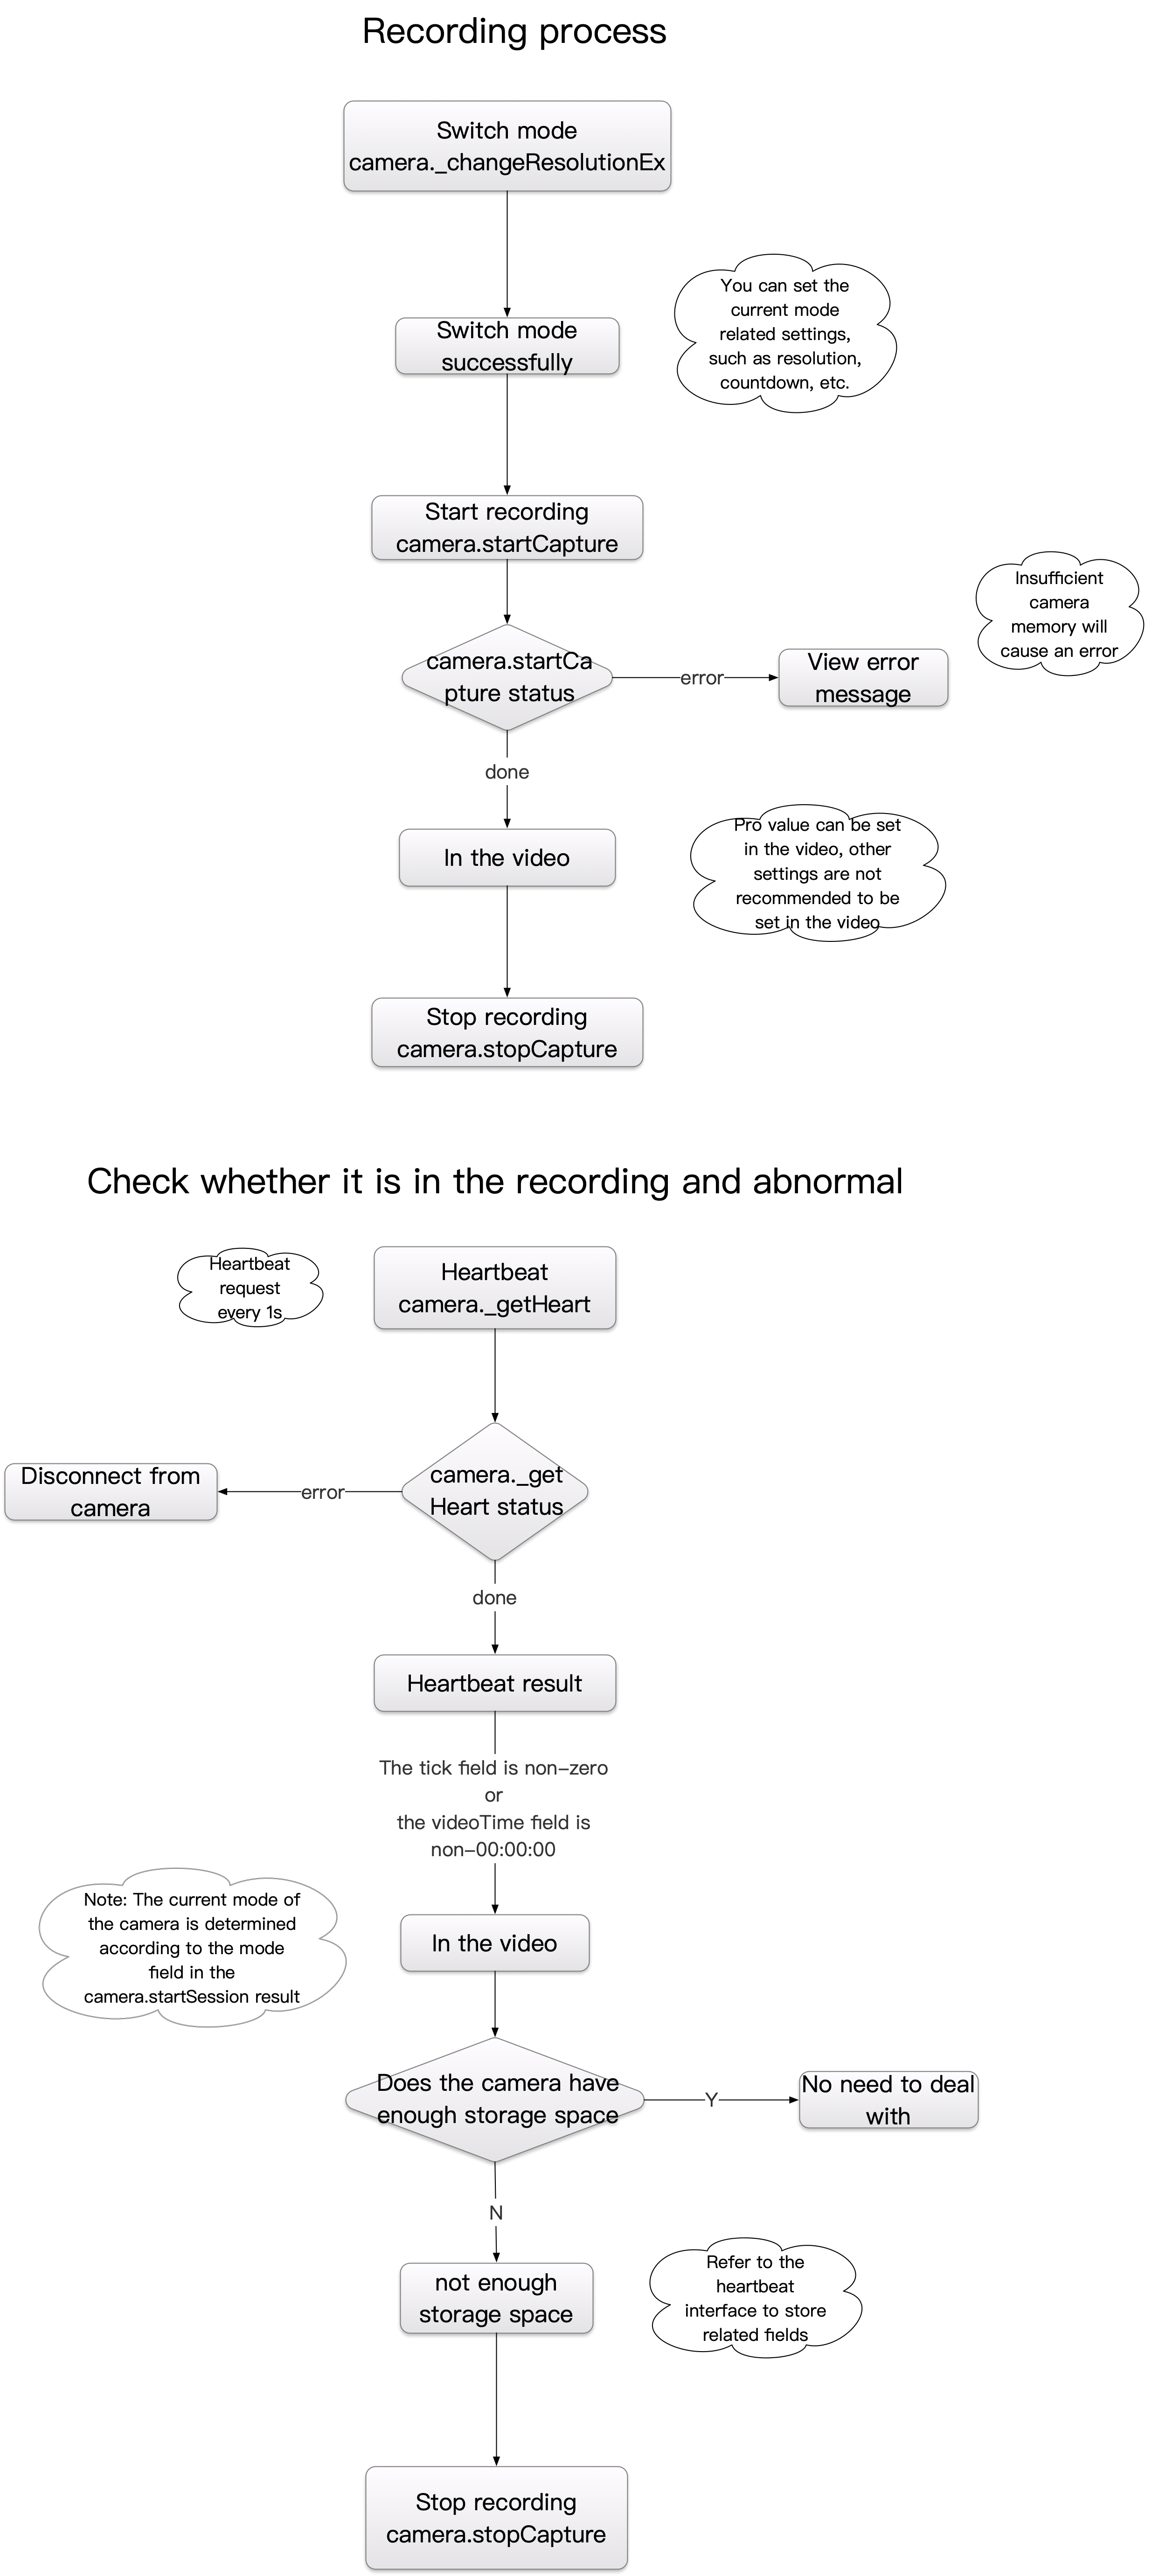 Recording process
Switch mode
camera._changeResolutionEx
You can set the
current mode
related settings,
such as resolution,
countdown, etc.
Switch mode
successfully
Start recording
camera.startCapture
Insufficient
camera
memory will
cause an error
camera.startCa
pture status
error
View error
message
done
Pro value can be set
in the video, other
settings are not
recommended to be
set in the video
In the video
Stop recording
camera.stopCapture
Check whether it is in the recording and abnormal
Heartbeat
request
every 1s
Heartbeat
camera._getHeart
camera._get
Heart status
error
Disconnect from
camera
done
Heartbeat result
The tick field is non-zero
or
the videoTime field is
non-00:00:00
Note: The current mode of
the camera is determined
according to the mode
field in the
camera.startSession result
In the video
Does the camera have
enough storage space
Y
No need to deal
with
N
not enough
storage space
Refer to the
heartbeat
interface to store
related fields
Stop recording
camera.stopCapture